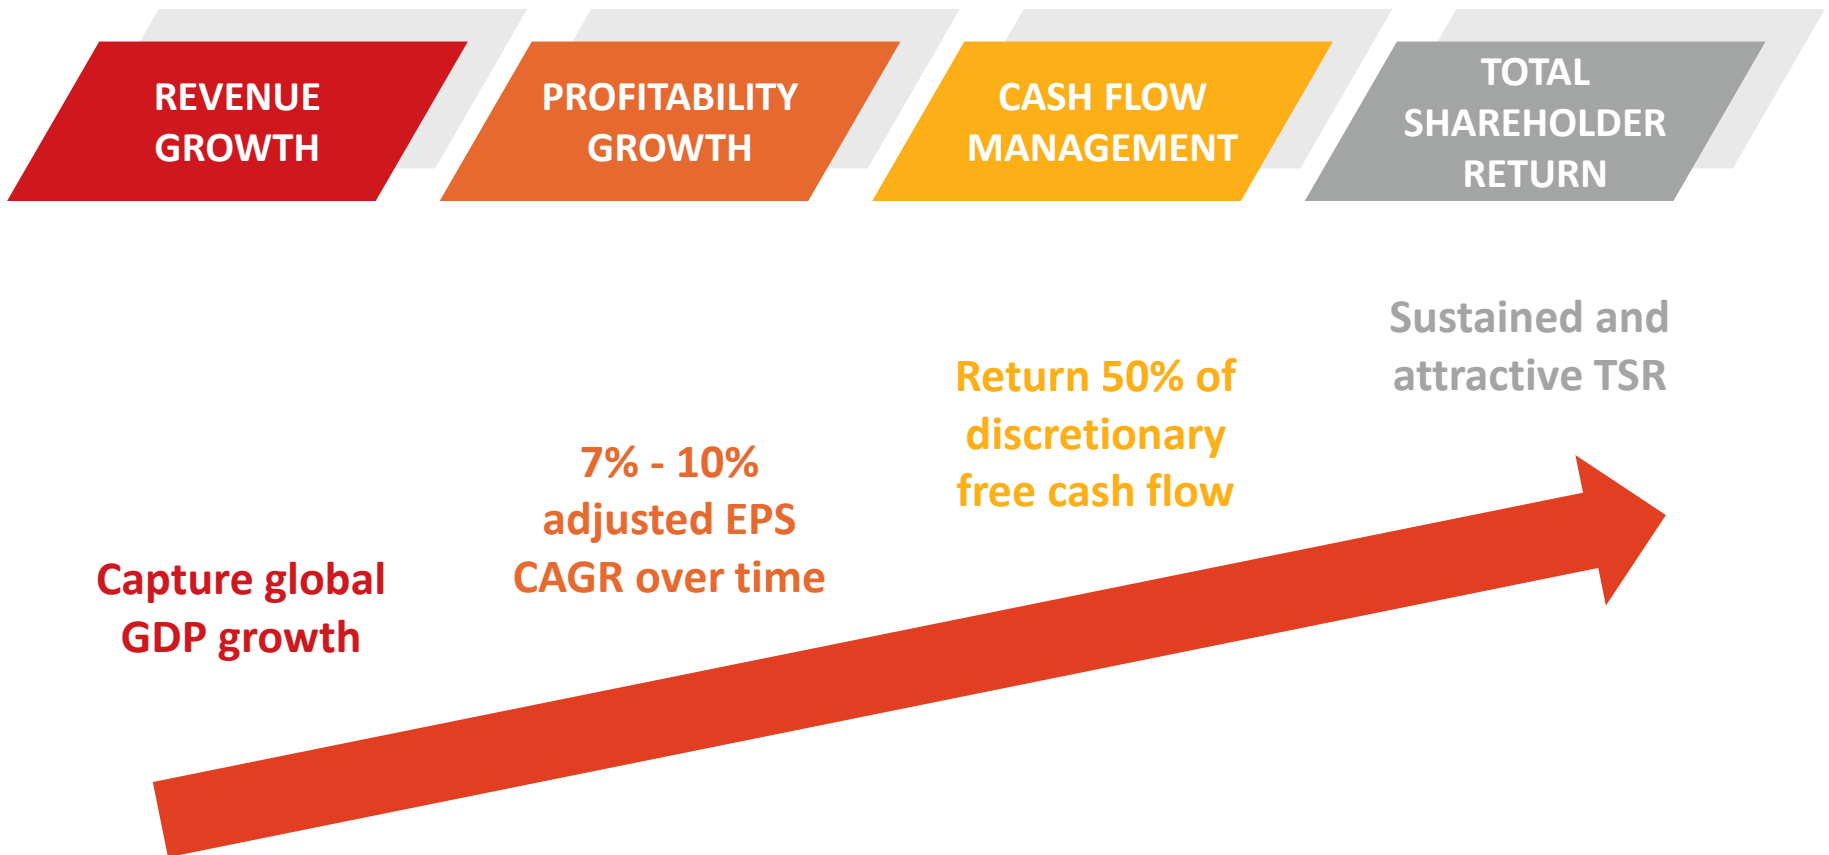 REVENUE
GROWTH
PROFITABILITY
GROWTH
CASH FLOW
MANAGEMENT
TOTAL
SHAREHOLDER
RETURN
Capture global
GDP growth
7% - 10%
adjusted EPS
CAGR over time
Return 50% of
discretionary
free cash flow
Sustained and
attractive TSR